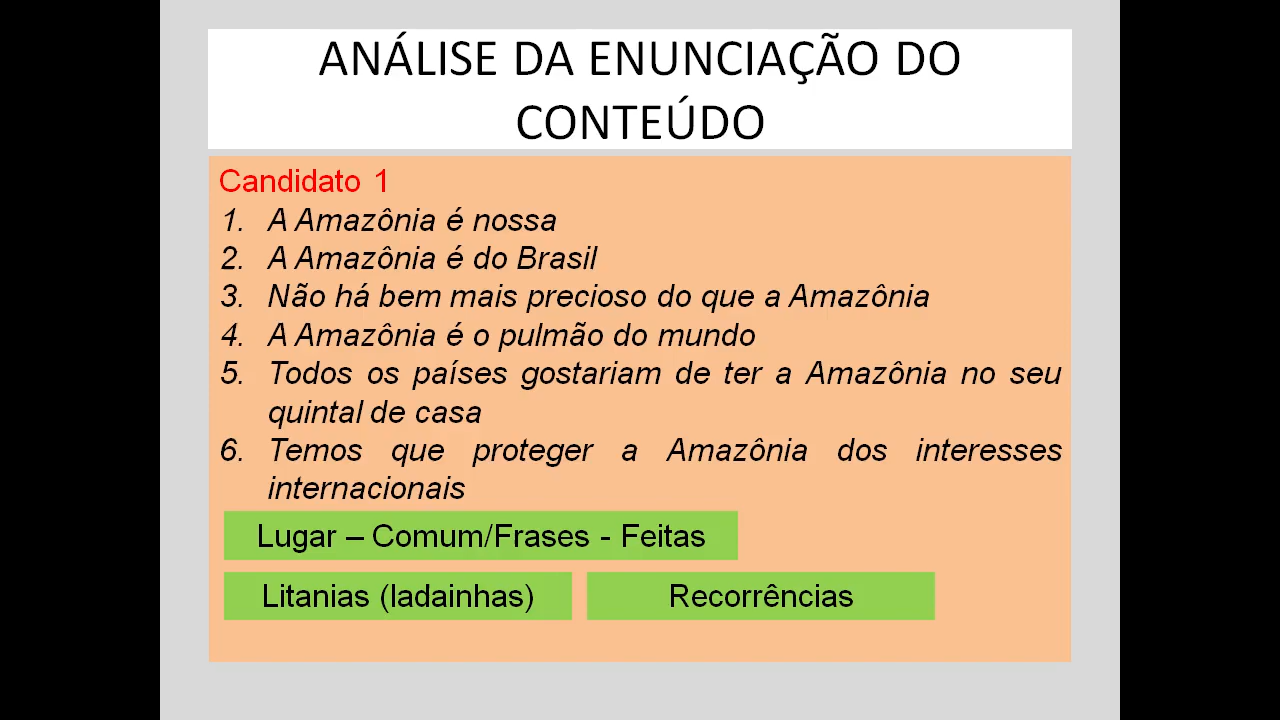 ANÁLISE DA ENUNCIAÇÃO DO
CONTEÚDO
Candidato 1
1. A Amazônia é nossa
2. A Amazônia é do Brasil
3. Não há bem mais precioso do que a Amazônia
4. A Amazônia é o pulmão do mundo
5. Todos os países gostariam de ter a Amazônia no seu
quintal de casa
6. Temos que proteger a Amazônia dos interesses
internacionais
Lugar – Comum/Frases - Feitas
Litanias (ladainhas)
Recorrências